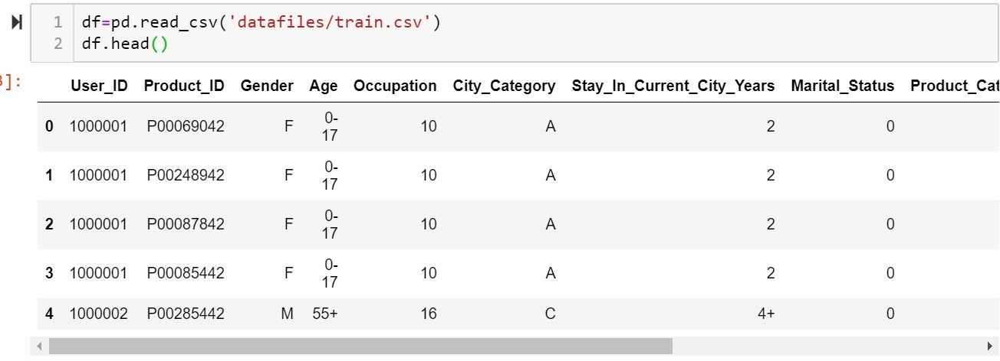 1 df=pd.read_csv('datafiles/train.csv')
2 df.head()
3]:
User_ID Product_ID Gender Age Occupation City_Category Stay_In_Current_City_Years Marital_Status Product_Cat
0 1000001 P00069042 F 0-17 10 A 2 0
1 1000001 P00248942 F 0-17 10 A 2 0
2 1000001 P00087842 F 0-17 10 A 2 0
3 1000001 P00085442 F 0-17 10 A 2 0
4 1000002 P00285442 M 55+ 16 C 4+ 0